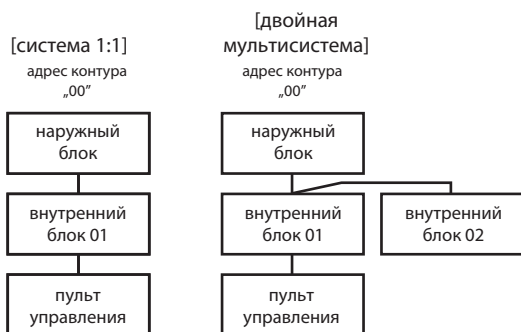 [система 1:1]
адрес контура
„00”
наружный
блок
внутренний
блок 01
пульт
управления
[двойная
мультисистема]
адрес контура
„00”
наружный
блок
внутренний
блок 01
внутренний
блок 02
пульт
управления